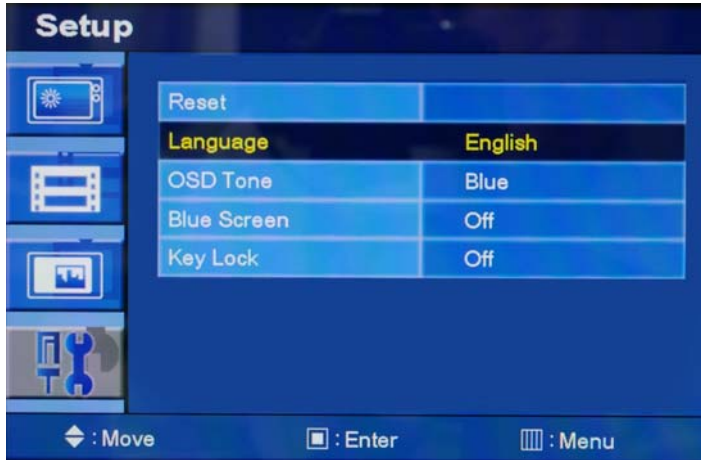 Setup
Reset
Language English
OSD Tone Blue
Blue Screen Off
Key Lock Off
: Move : Enter : Menu